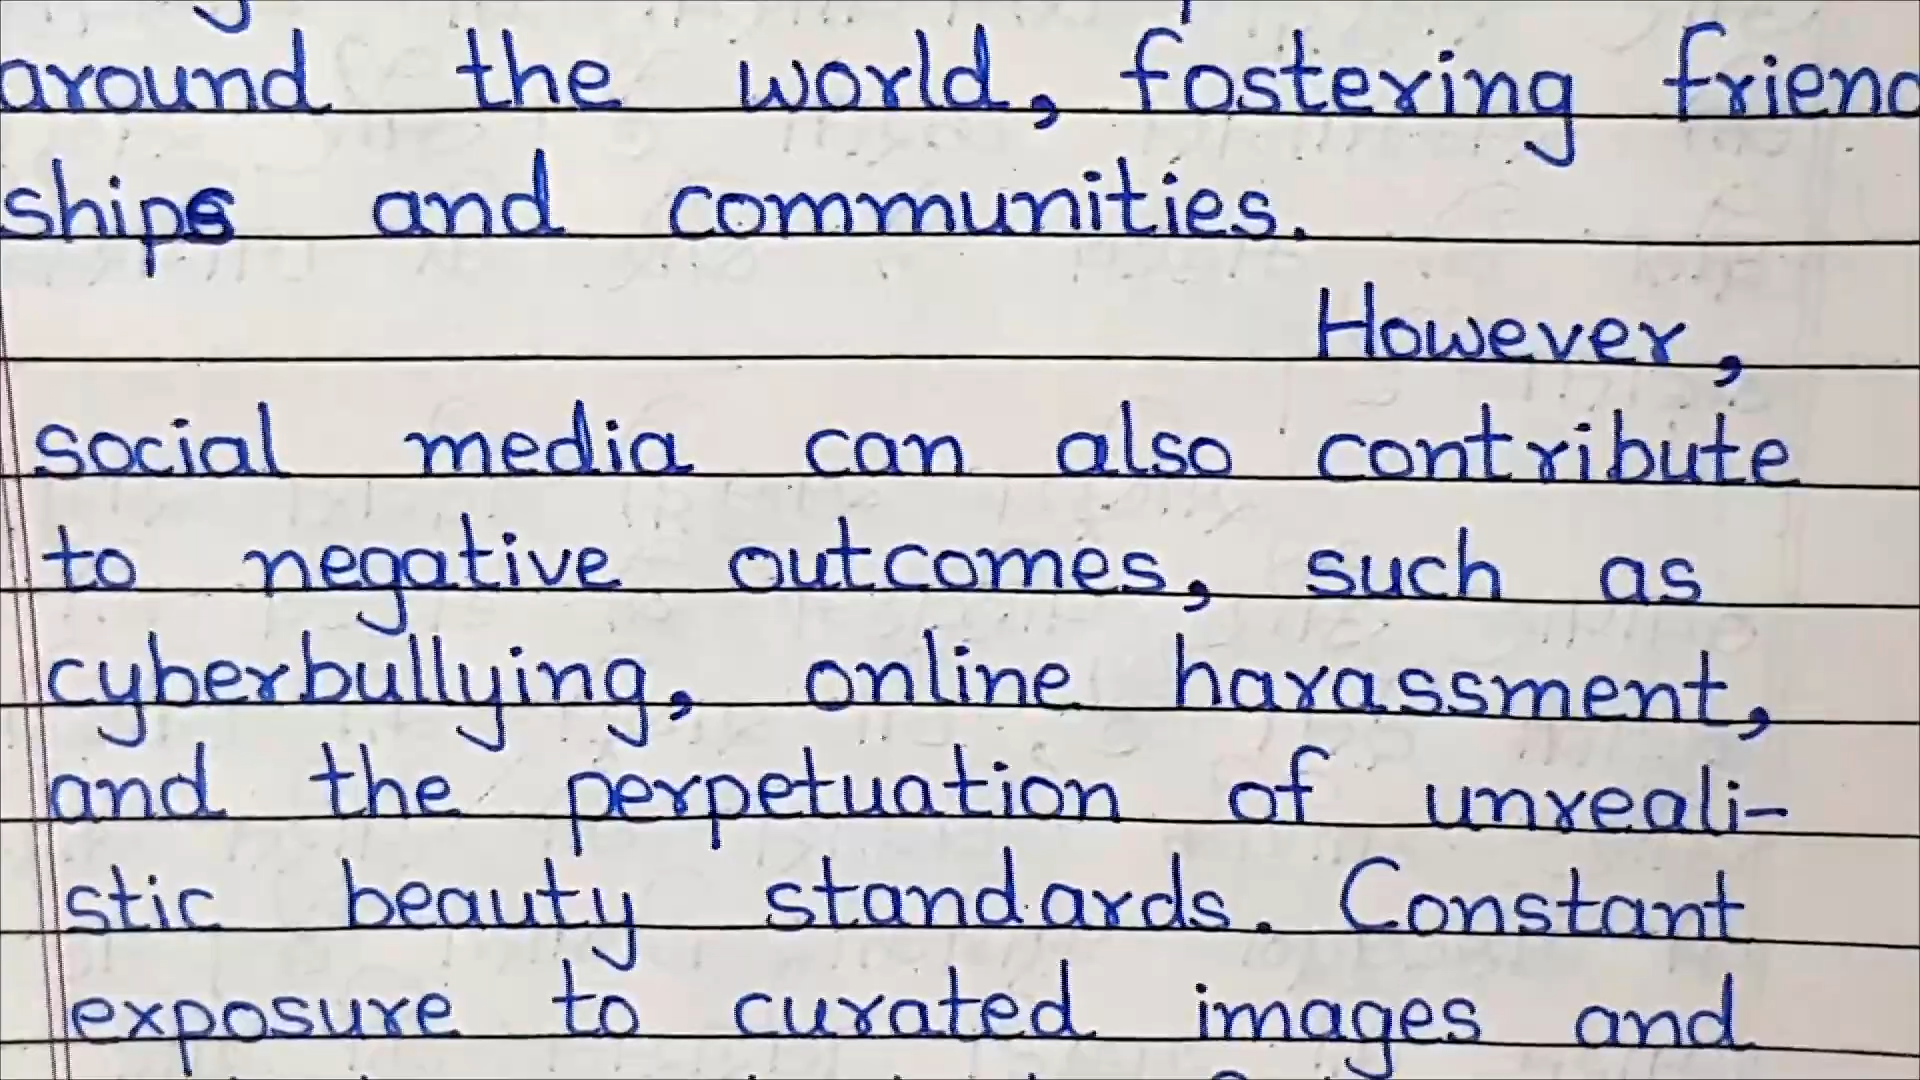 around the world, fostering friend
ships and communities.
However,
social media can also contribute
to negative outcomes, such as
cyberbullying, online harassment,
and the perpetuation of unreali-
stic beauty standards. Constant
exposure to curated images and